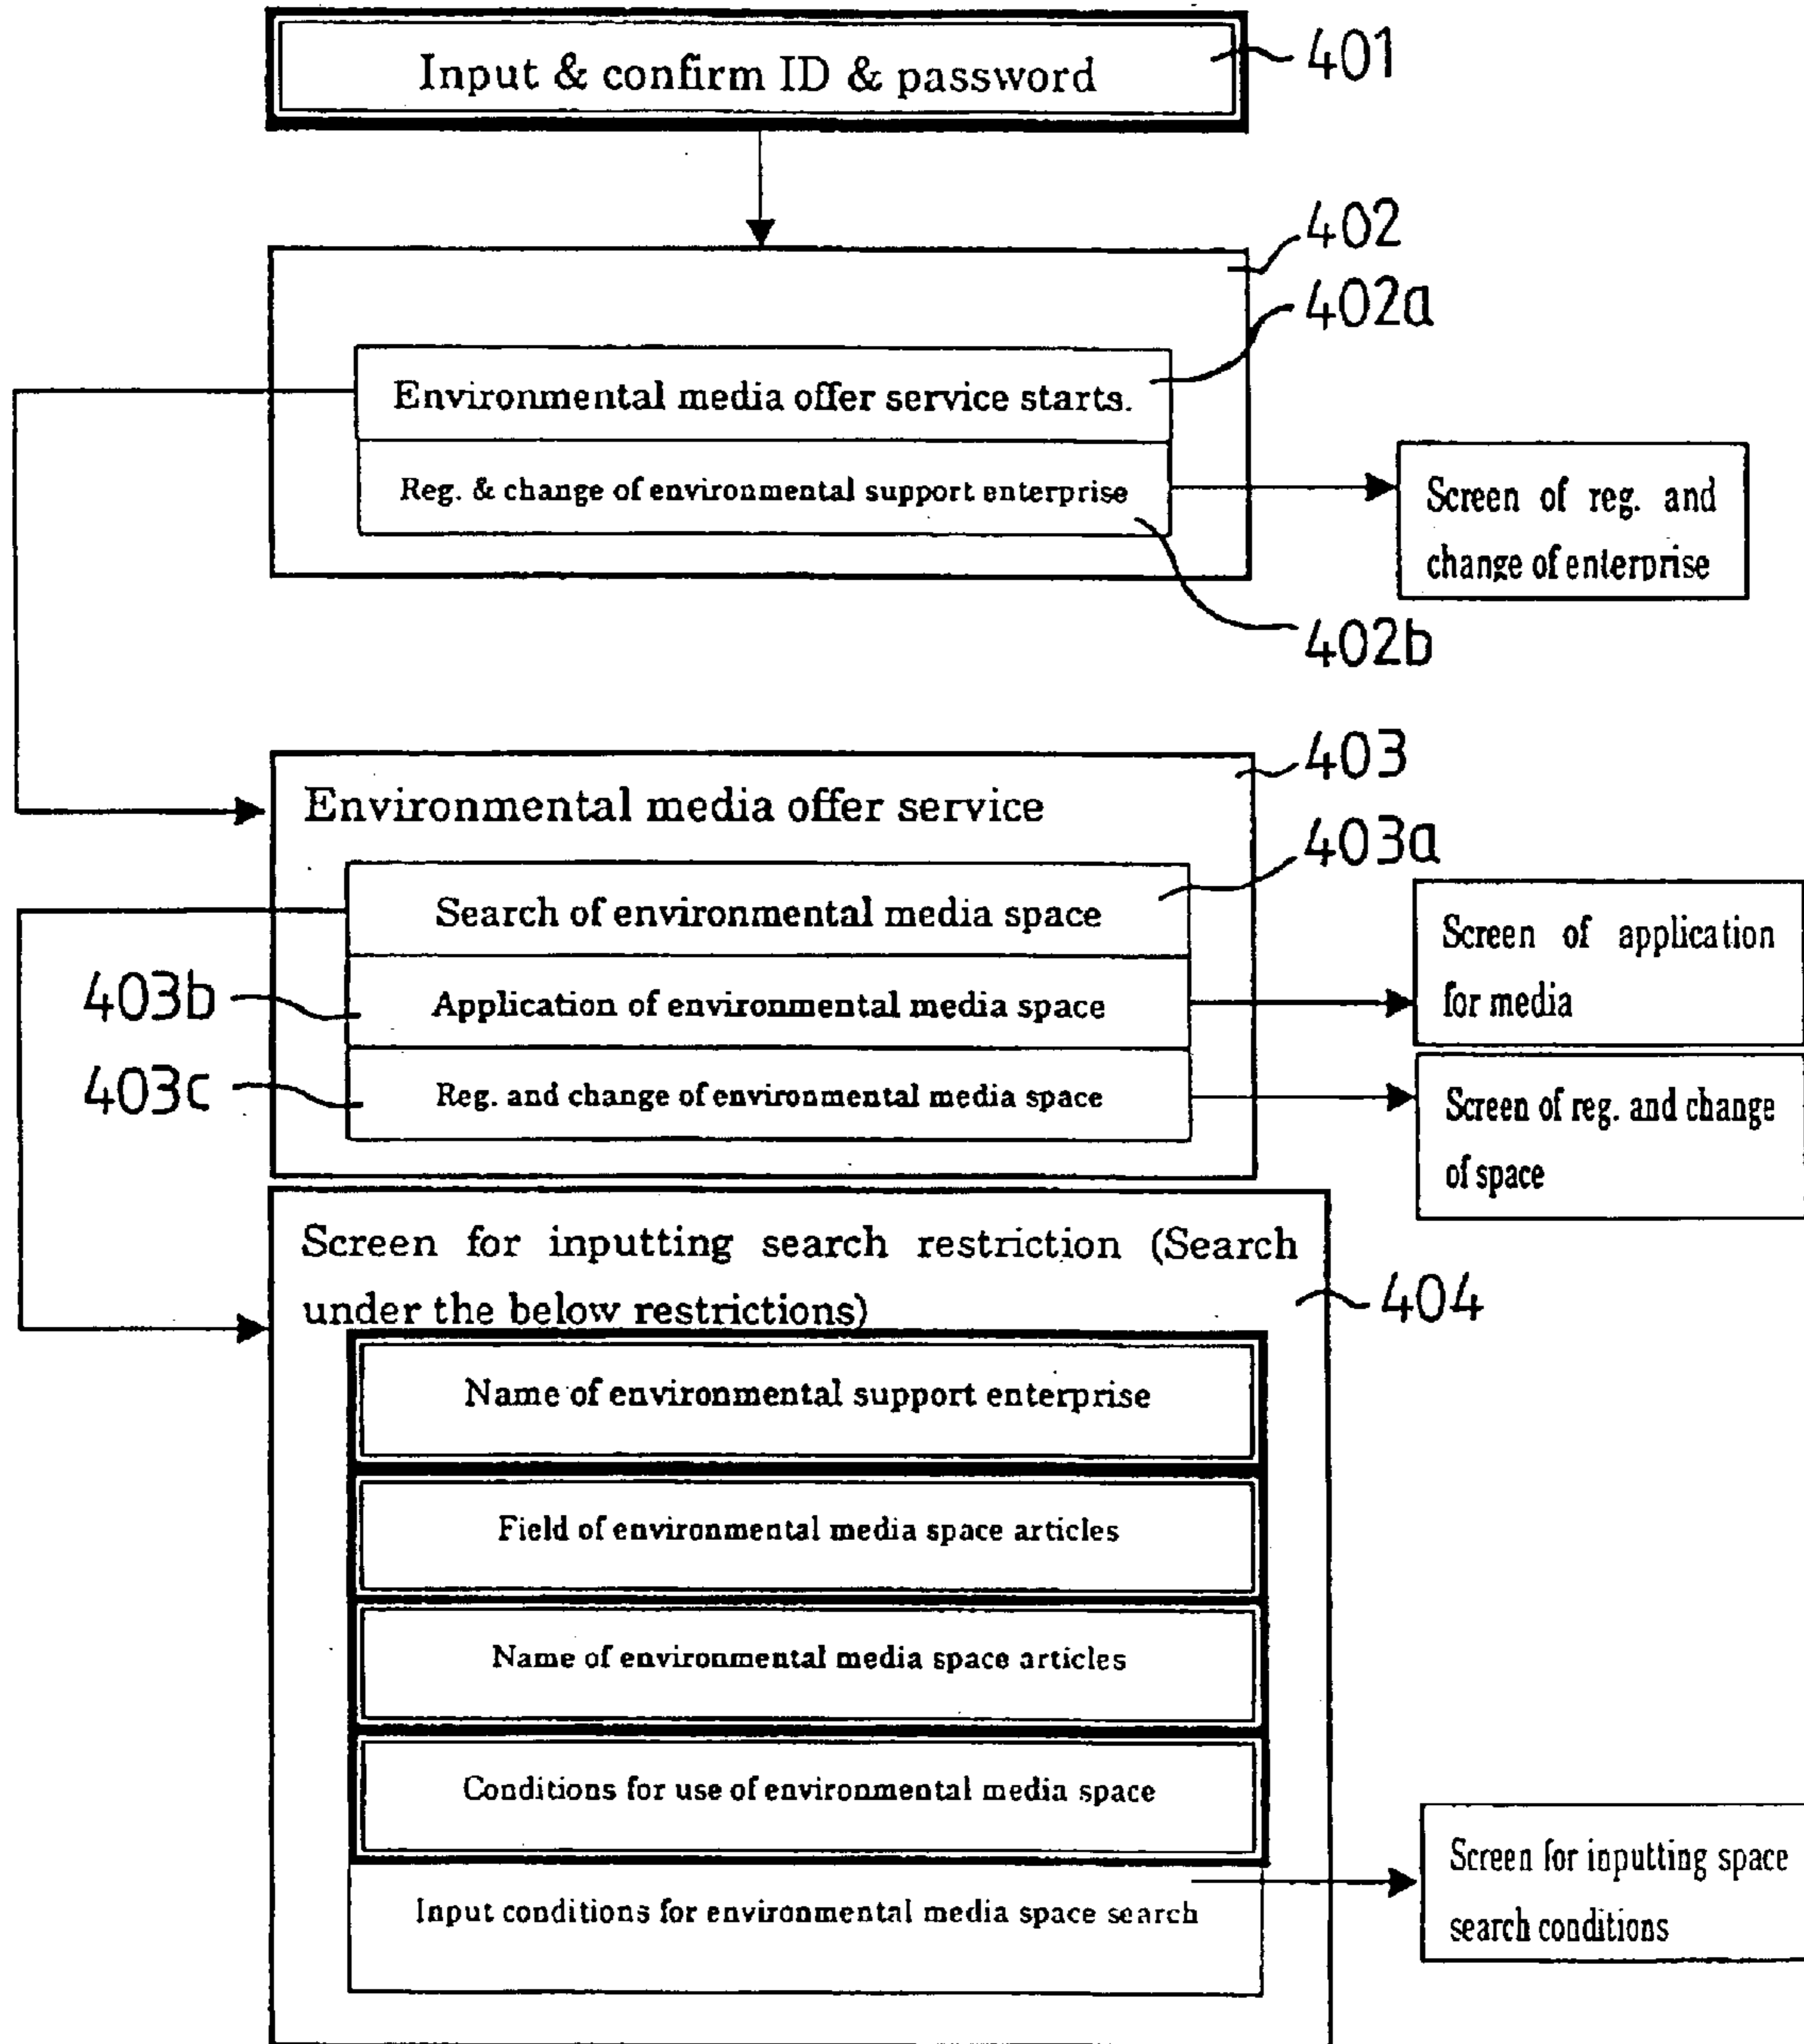 Input & confirm ID & password
401
402
402a
Environmental media offer service starts.
Reg. & change of environmental support enterprise
Screen of reg. and
change of enterprise
402b
403
Environmental media offer service
403a
Search of environmental media space
Screen of application
for media
403b
Application of environmental media space
403c
Reg. and change of environmental media space
Screen of reg. and change
of space
Screen for inputting search restriction (Search
under the below restrictions)
404
Name of environmental support enterprise
Field of environmental media space articles
Name of environmental media space articles
Conditions for use of environmental media space
Input conditions for environmental media space search
Screen for inputting space
search conditions